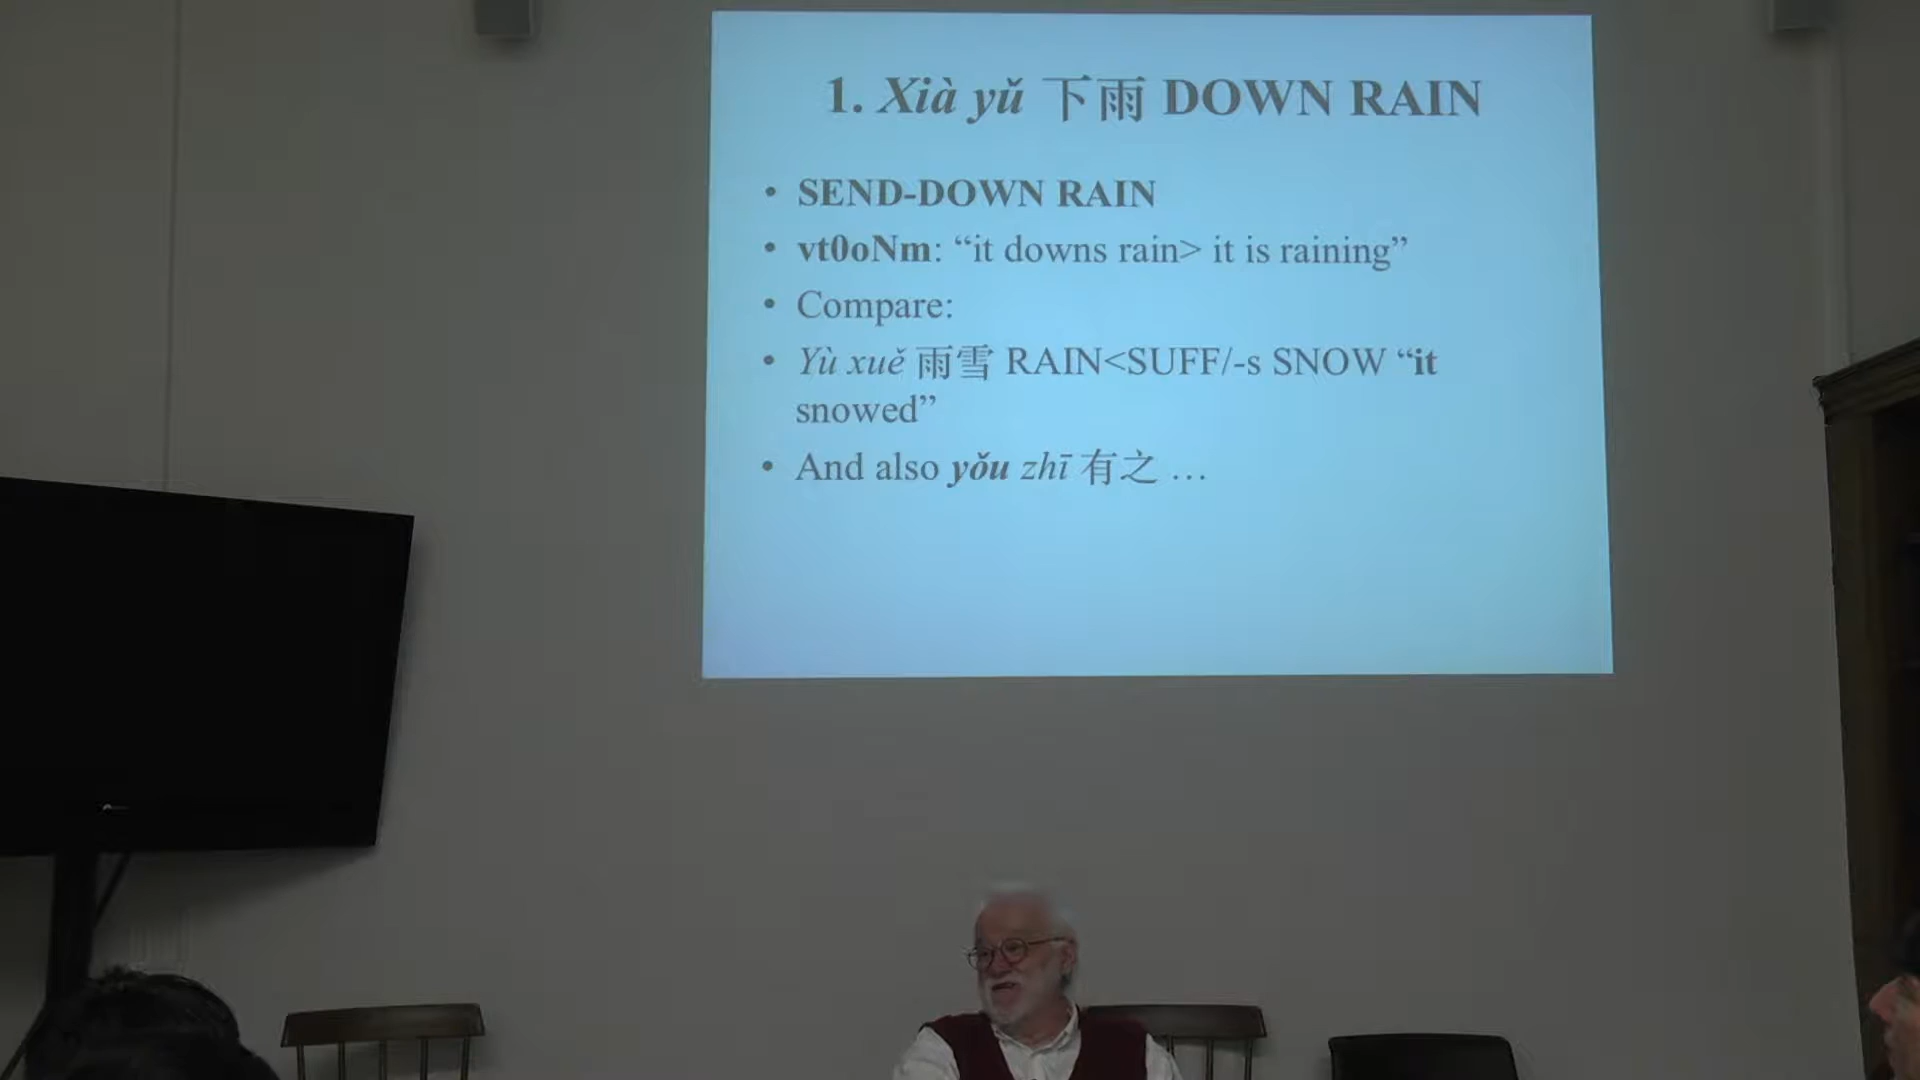 1. Xià yǔ 下雨 DOWN RAIN
• SEND-DOWN RAIN
• vt0oNm: “it downs rain> it is raining”
• Compare:
• Yù xuě 雨雪 RAIN<SUFF/-s SNOW “it
snowed”
• And also yǒu zhī 有之 …